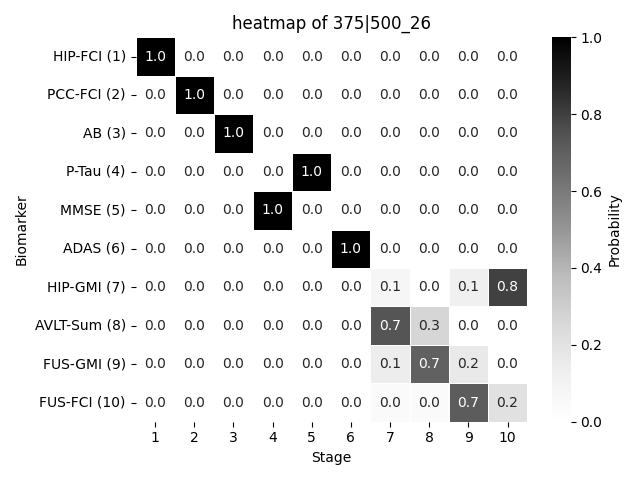 heatmap of 375|500_26
HIP-FCI (1) 1.0 0.0 0.0 0.0 0.0 0.0 0.0 0.0 0.0 0.0
PCC-FCI (2) 0.0 1.0 0.0 0.0 0.0 0.0 0.0 0.0 0.0 0.0
AB (3) 0.0 0.0 1.0 0.0 0.0 0.0 0.0 0.0 0.0 0.0
P-Tau (4) 0.0 0.0 0.0 0.0 1.0 0.0 0.0 0.0 0.0 0.0
MMSE (5) 0.0 0.0 0.0 1.0 0.0 0.0 0.0 0.0 0.0 0.0
ADAS (6) 0.0 0.0 0.0 0.0 0.0 1.0 0.0 0.0 0.0 0.0
HIP-GMI (7) 0.0 0.0 0.0 0.0 0.0 0.0 0.1 0.0 0.1 0.8
AVLT-Sum (8) 0.0 0.0 0.0 0.0 0.0 0.0 0.7 0.3 0.0 0.0
FUS-GMI (9) 0.0 0.0 0.0 0.0 0.0 0.0 0.1 0.7 0.2 0.0
FUS-FCI (10) 0.0 0.0 0.0 0.0 0.0 0.0 0.0 0.0 0.7 0.2
1 2 3 4 5 6 7 8 9 10
Stage
Biomarker
1.0
0.8
0.6
0.4
0.2
0.0
Probability